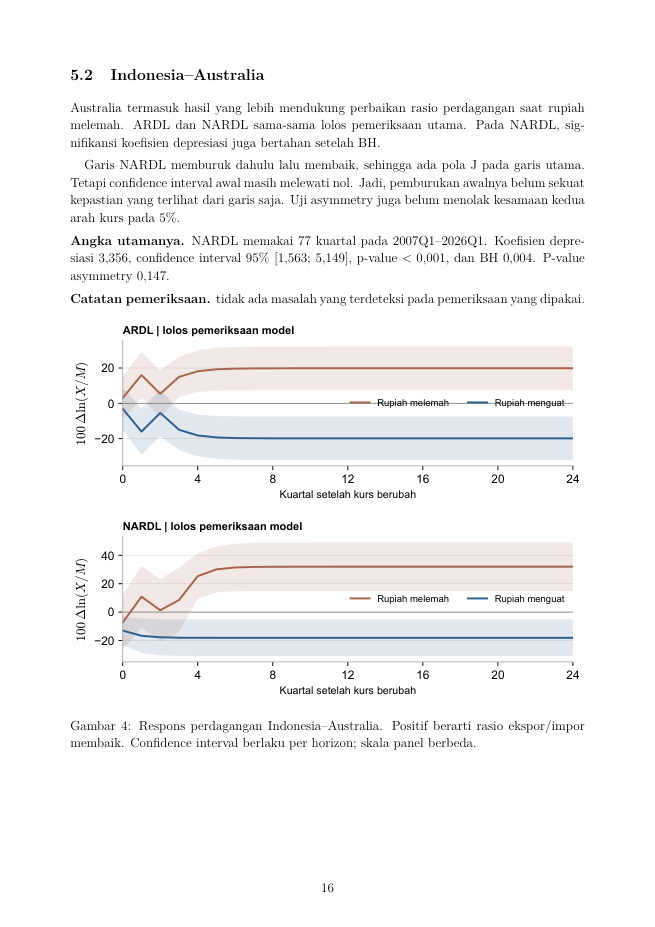 5.2 Indonesia–Australia
Australia termasuk hasil yang lebih mendukung perbaikan rasio perdagangan saat rupiah
melemah. ARDL dan NARDL sama-sama lolos pemeriksaan utama. Pada NARDL, sig-
nifikansi koefisien depresiasi juga bertahan setelah BH.
Garis NARDL memburuk dahulu lalu membaik, sehingga ada pola J pada garis utama.
Tetapi confidence interval awal masih melewati nol. Jadi, pemburukan awalnya belum sekuat
kepastian yang terlihat dari garis saja. Uji asymmetry juga belum menolak kesamaan kedua
arah kurs pada 5%.
Angka utamanya. NARDL memakai 77 kuartal pada 2007Q1–2026Q1. Koefisien depre-
siasi 3,356, confidence interval 95% [1,563; 5,149], p-value < 0,001, dan BH 0,004. P-value
asymmetry 0,147.
Catatan pemeriksaan. tidak ada masalah yang terdeteksi pada pemeriksaan yang dipakai.
ARDL | lolos pemeriksaan model
100 Δln(X/M)
20
0
−20
Rupiah melemah Rupiah menguat
0 4 8 12 16 20 24
Kuartal setelah kurs berubah
NARDL | lolos pemeriksaan model
100 Δln(X/M)
40
20
0
−20
Rupiah melemah Rupiah menguat
0 4 8 12 16 20 24
Kuartal setelah kurs berubah
Gambar 4: Respons perdagangan Indonesia–Australia. Positif berarti rasio ekspor/impor
membaik. Confidence interval berlaku per horizon; skala panel berbeda.
16